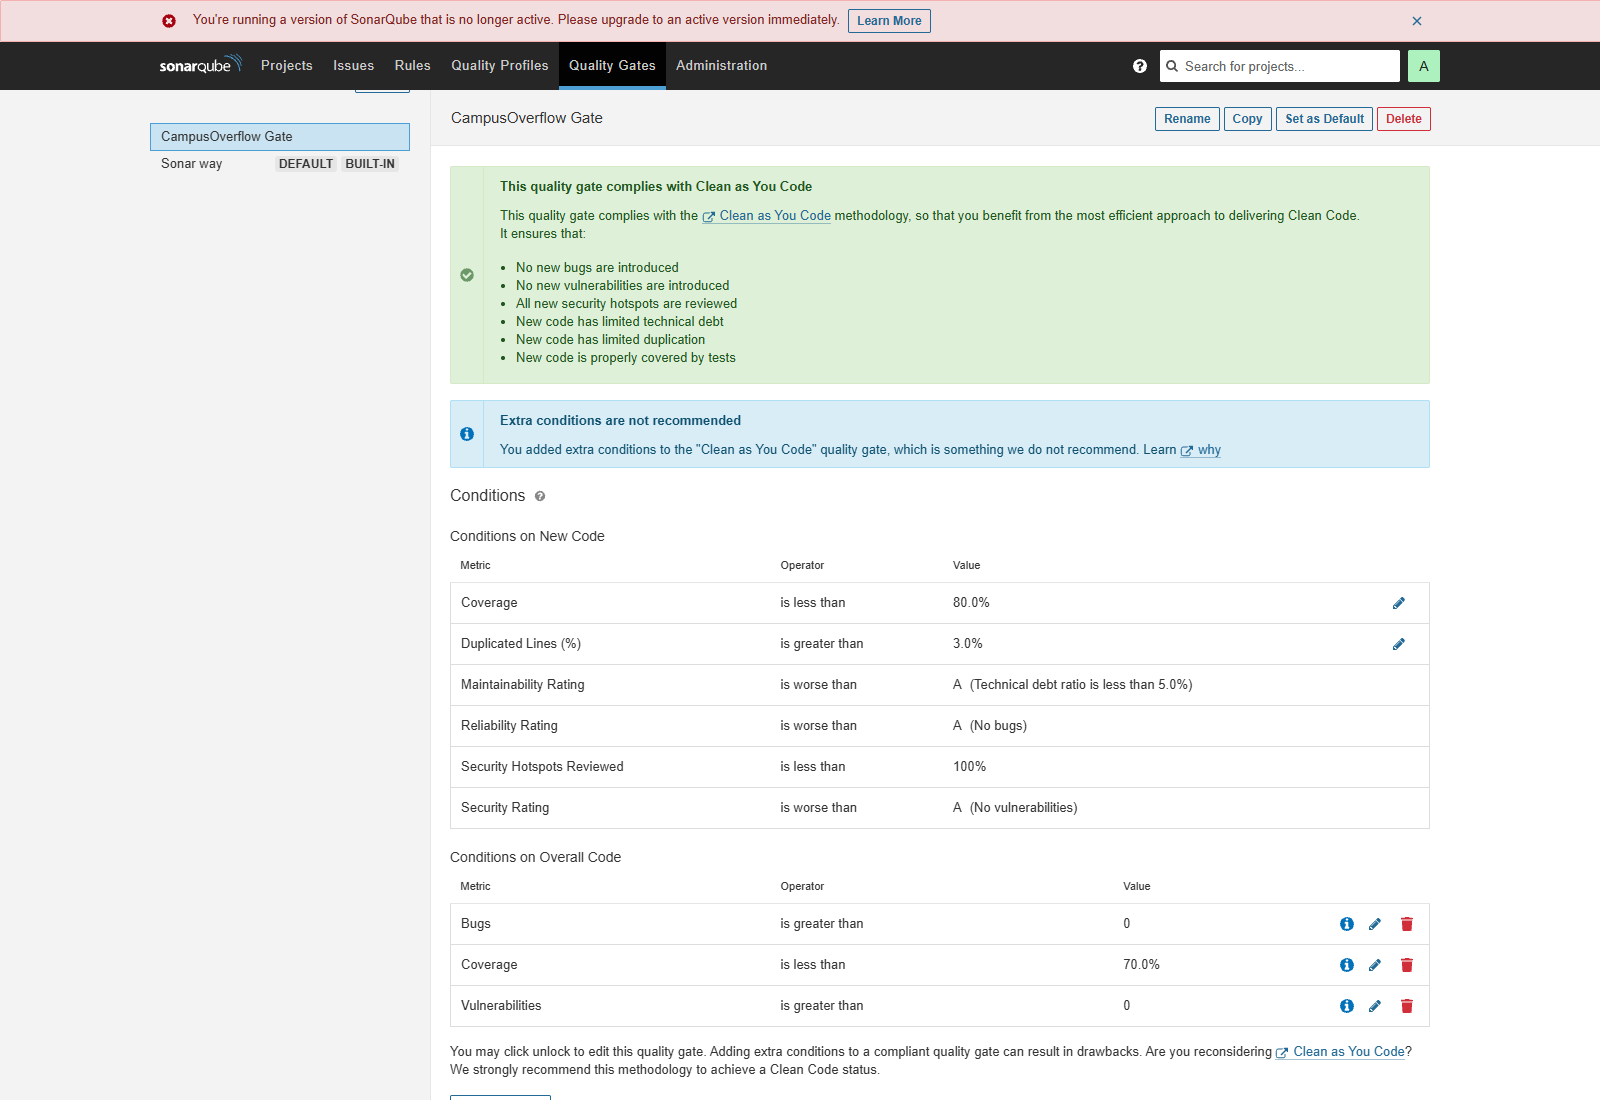 You're running a version of SonarQube that is no longer active. Please upgrade to an active version immediately. Learn More
sonarqube Projects Issues Rules Quality Profiles Quality Gates Administration Search for projects... A
CampusOverflow Gate
Sonar way DEFAULT BUILT-IN
CampusOverflow Gate Rename Copy Set as Default Delete
This quality gate complies with Clean as You Code
This quality gate complies with the Clean as You Code methodology, so that you benefit from the most efficient approach to delivering Clean Code.
It ensures that:
• No new bugs are introduced
• No new vulnerabilities are introduced
• All new security hotspots are reviewed
• New code has limited technical debt
• New code has limited duplication
• New code is properly covered by tests
Extra conditions are not recommended
You added extra conditions to the "Clean as You Code" quality gate, which is something we do not recommend. Learn why
Conditions
Conditions on New Code
Metric Operator Value
Coverage is less than 80.0%
Duplicated Lines (%) is greater than 3.0%
Maintainability Rating is worse than A (Technical debt ratio is less than 5.0%)
Reliability Rating is worse than A (No bugs)
Security Hotspots Reviewed is less than 100%
Security Rating is worse than A (No vulnerabilities)
Conditions on Overall Code
Metric Operator Value
Bugs is greater than 0
Coverage is less than 70.0%
Vulnerabilities is greater than 0
You may click unlock to edit this quality gate. Adding extra conditions to a compliant quality gate can result in drawbacks. Are you reconsidering Clean as You Code?
We strongly recommend this methodology to achieve a Clean Code status.